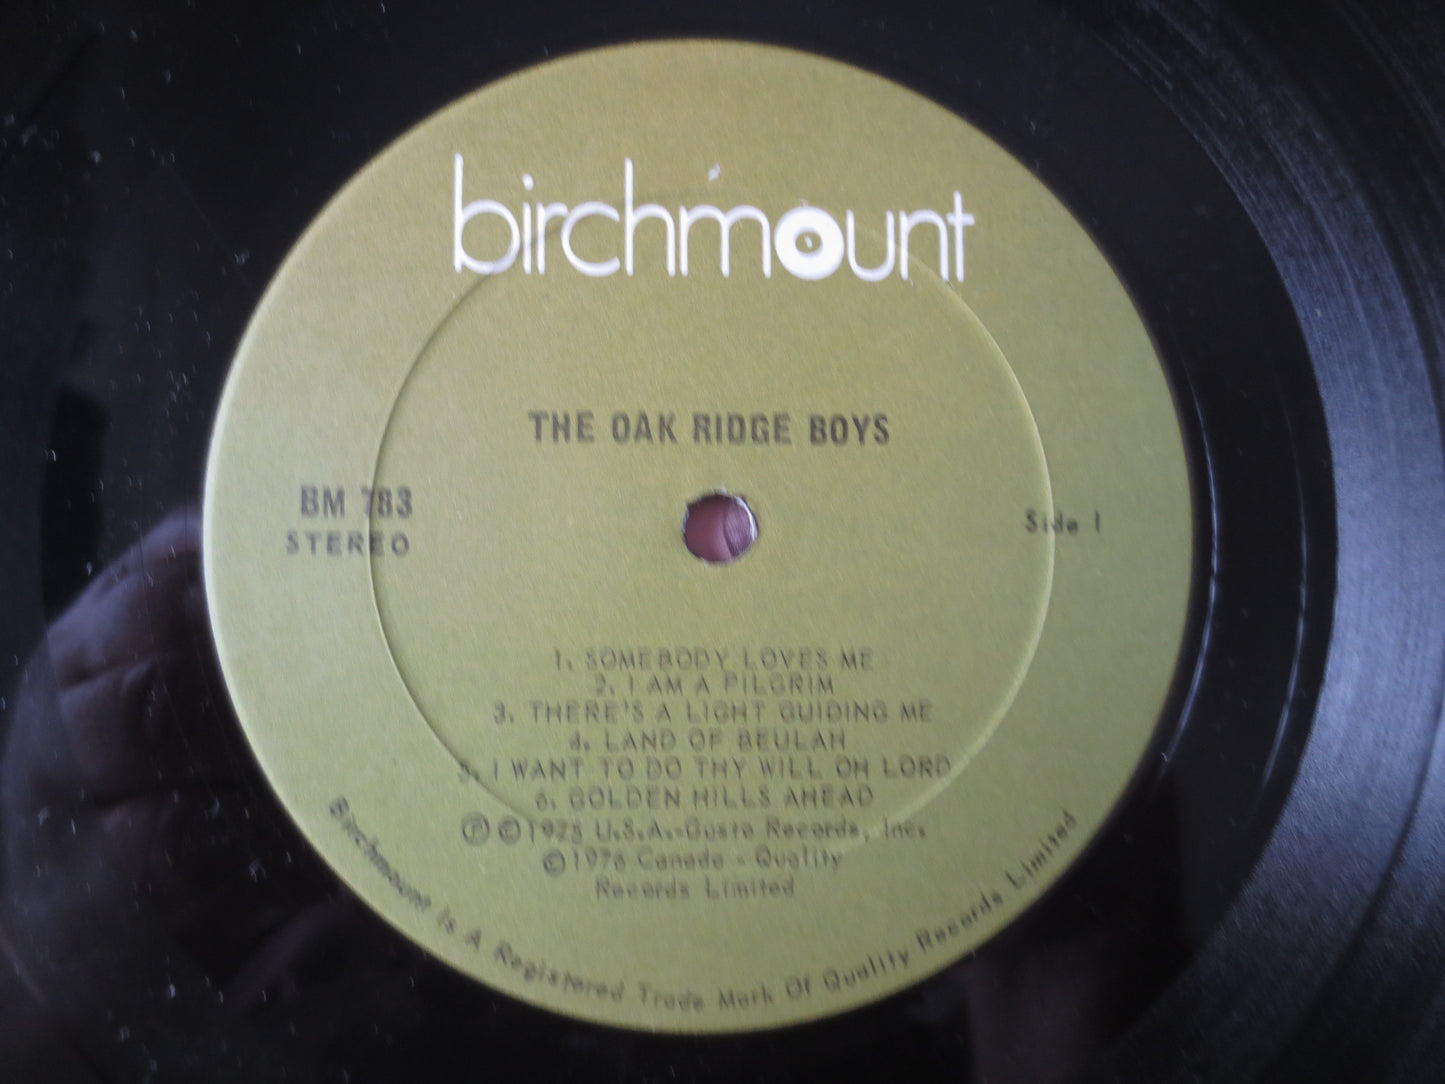 birchmount
THE OAK RIDGE BOYS
BM 783
STEREO
Side 1
1. SOMEBODY LOVES ME
2. I AM A PILGRIM
3. THERE'S A LIGHT GUIDING ME
4. LAND OF BEULAH
5. I WANT TO DO THY WILL OH LORD
6. GOLDEN HILLS AHEAD
Ⓟ©1975 U.S.A.-Gusto Records, Inc.
©1976 Canada - Quality
Records Limited
Birchmount Is A Registered Trade Mark Of Quality Records Limited